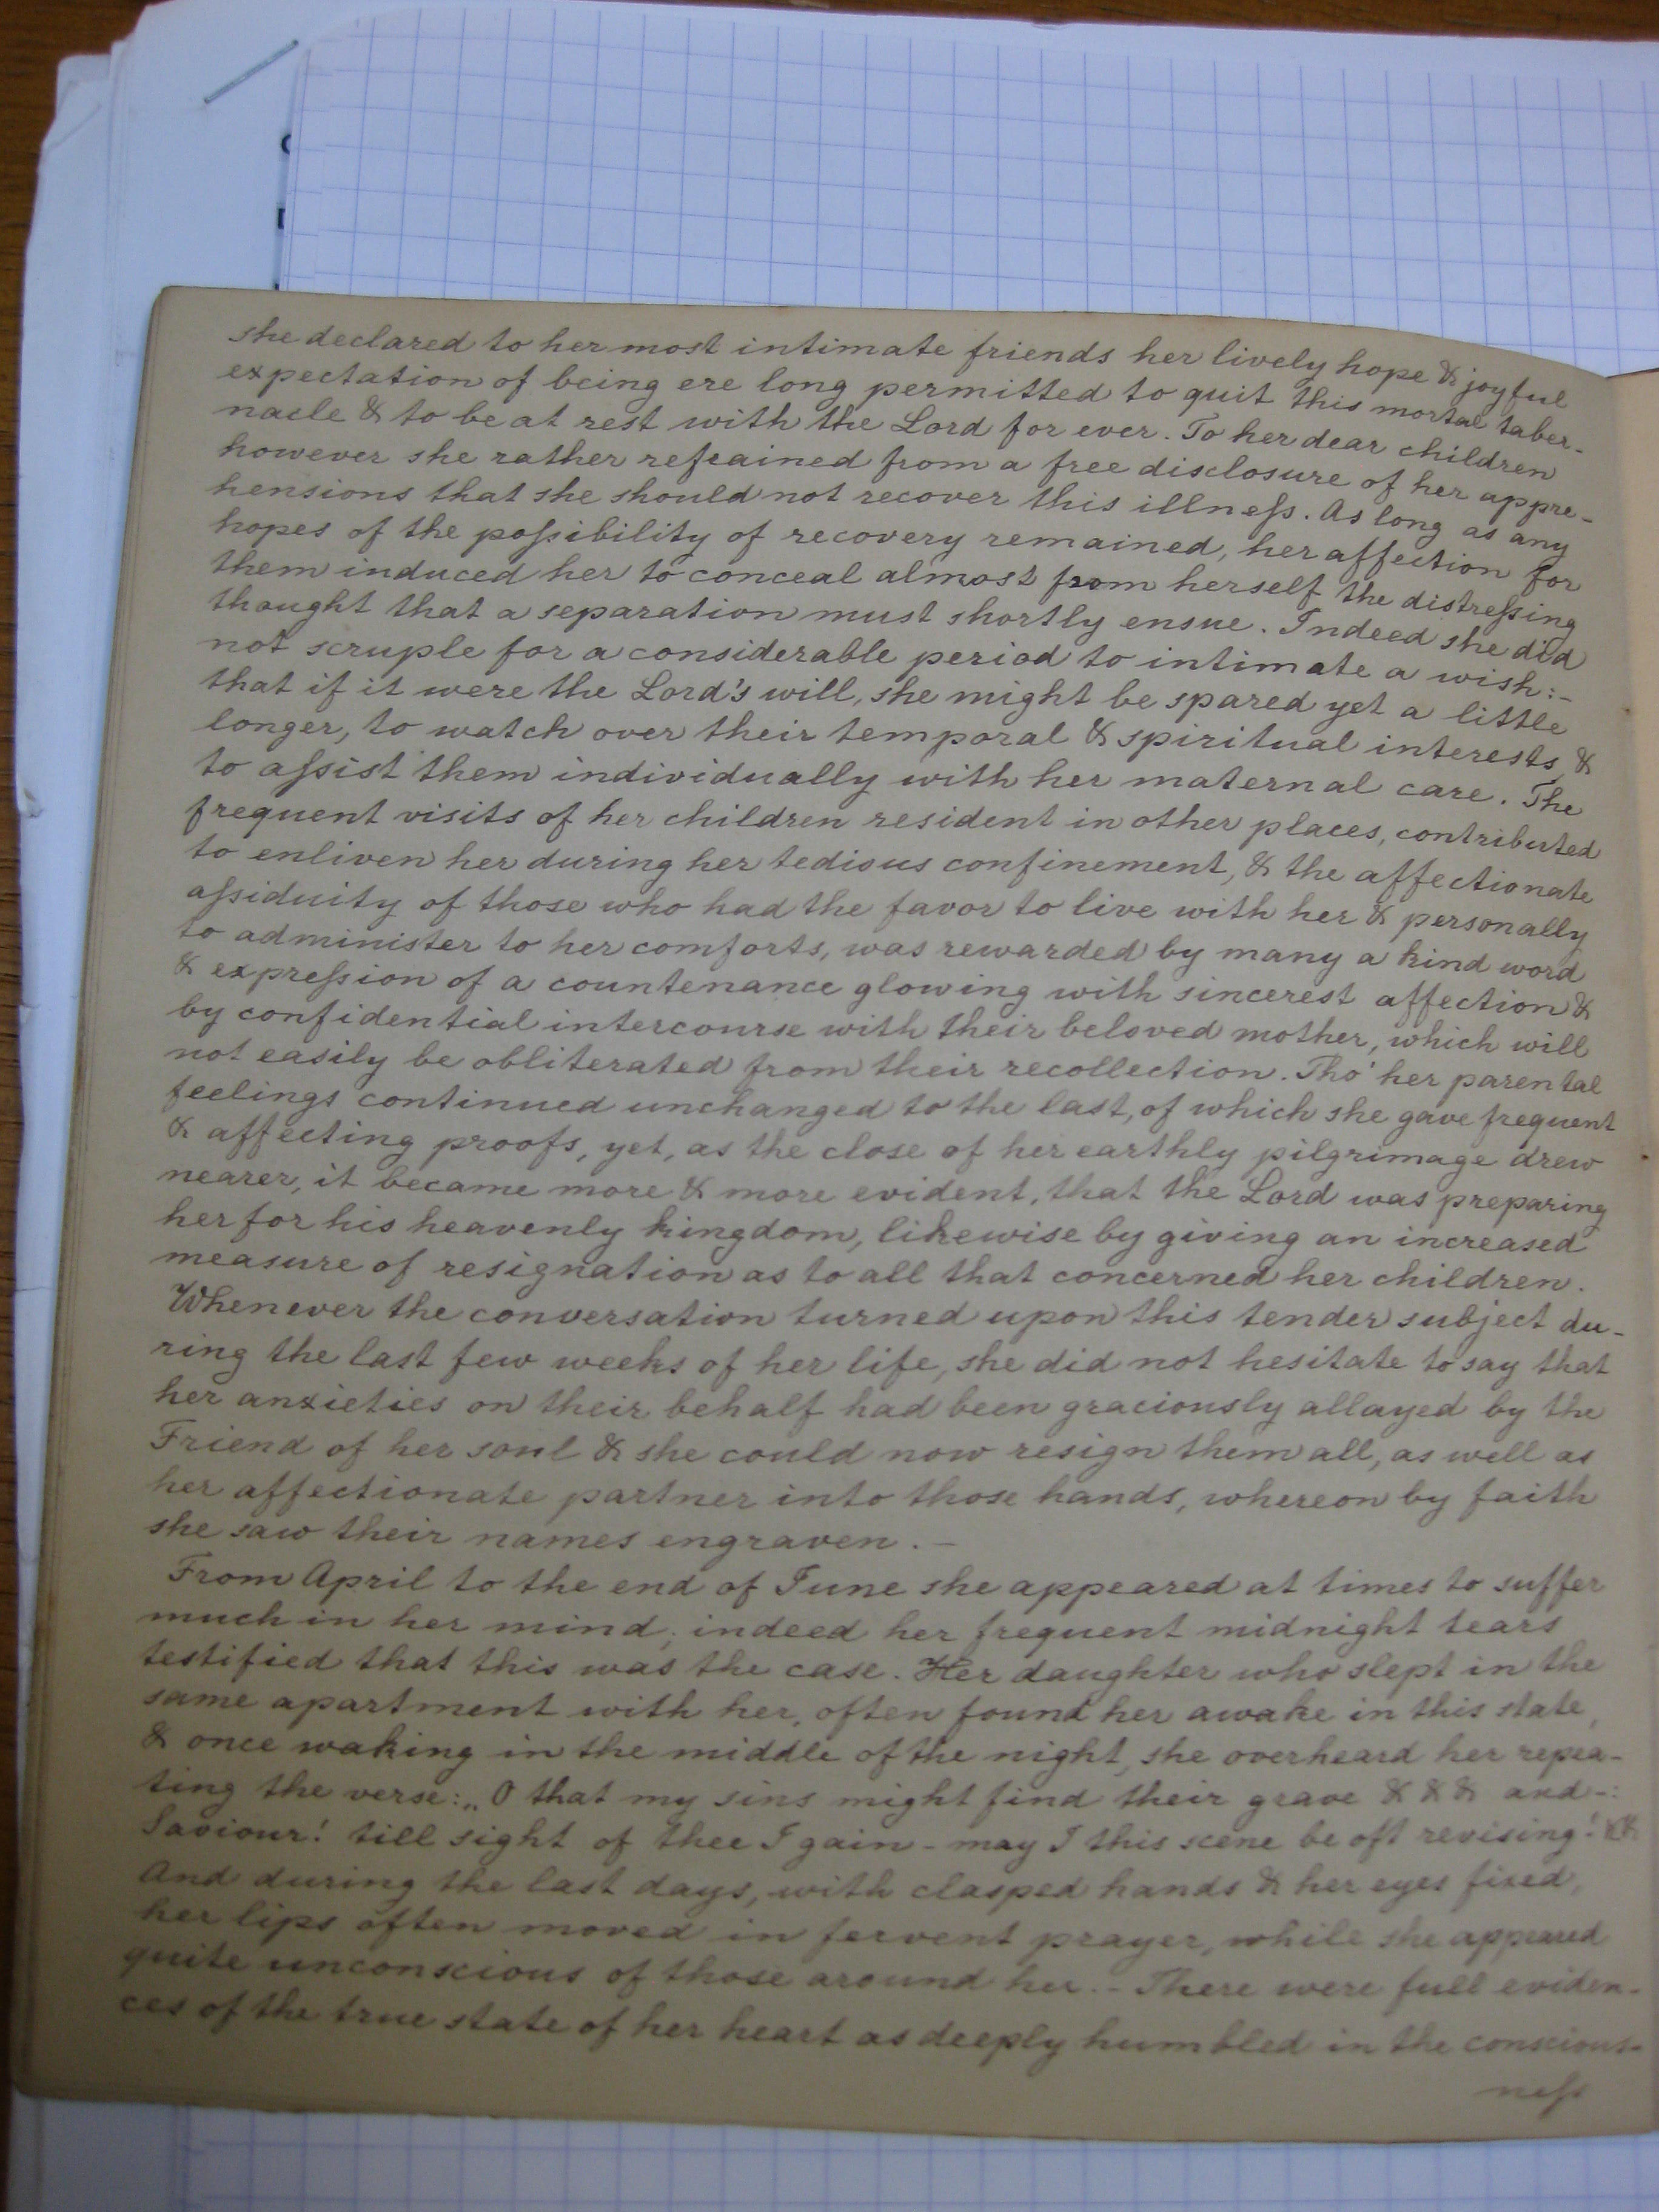 she declared to her most intimate friends her lively hope & joyful
expectation of being ere long permitted to quit this mortal taber-
nacle & to be at rest with the Lord for ever. To her dear children
however she rather refrained from a free disclosure of her appre-
hensions that she should not recover this illneſs. As long as any
hopes of the poſsibility of recovery remained, her affection for
them induced her to conceal almost from herself the distreſsing
thought that a separation must shortly ensue. Indeed she did
not scruple for a considerable period to intimate a wish:-
that if it were the Lord's will, she might be spared yet a little
longer, to watch over their temporal & spiritual interests, &
to aſsist them individually with her maternal care. The
frequent visits of her children resident in other places, contributed
to enliven her during her tedious confinement, & the affectionate
aſsiduity of those who had the favor to live with her & personally
to administer to her comforts, was rewarded by many a kind word
& expreſsion of a countenance glowing with sincerest affection &
by confidential intercourse with their beloved mother, which will
not easily be obliterated from their recollection. Tho' her parental
feelings continued unchanged to the last, of which she gave frequent
& affecting proofs, yet, as the close of her earthly pilgrimage drew
nearer, it became more & more evident, that the Lord was preparing
her for his heavenly kingdom, likewise by giving an increased
measure of resignation as to all that concerned her children.
Whenever the conversation turned upon this tender subject du-
ring the last few weeks of her life, she did not hesitate to say that
her anxieties on their behalf had been graciously allayed by the
Friend of her soul & she could now resign them all, as well as
her affectionate partner into those hands, whereon by faith
she saw their names engraven. -
From April to the end of June she appeared at times to suffer
much in her mind; indeed her frequent midnight tears
testified that this was the case. Her daughter who slept in the
same apartment with her, often found her awake in this state,
& once waking in the middle of the night, she overheard her repea-
ting the verse: „O that my sins might find their grave & & & and -:
Saviour! till sight of thee I gain - may I this scene be oft revising! &&
And during the last days, with clasped hands & her eyes fixed,
her lips often moved in fervent prayer, while she appeared
quite unconscious of those around her. - There were full eviden-
ces of the true state of her heart as deeply humbled in the conscious-
neſs